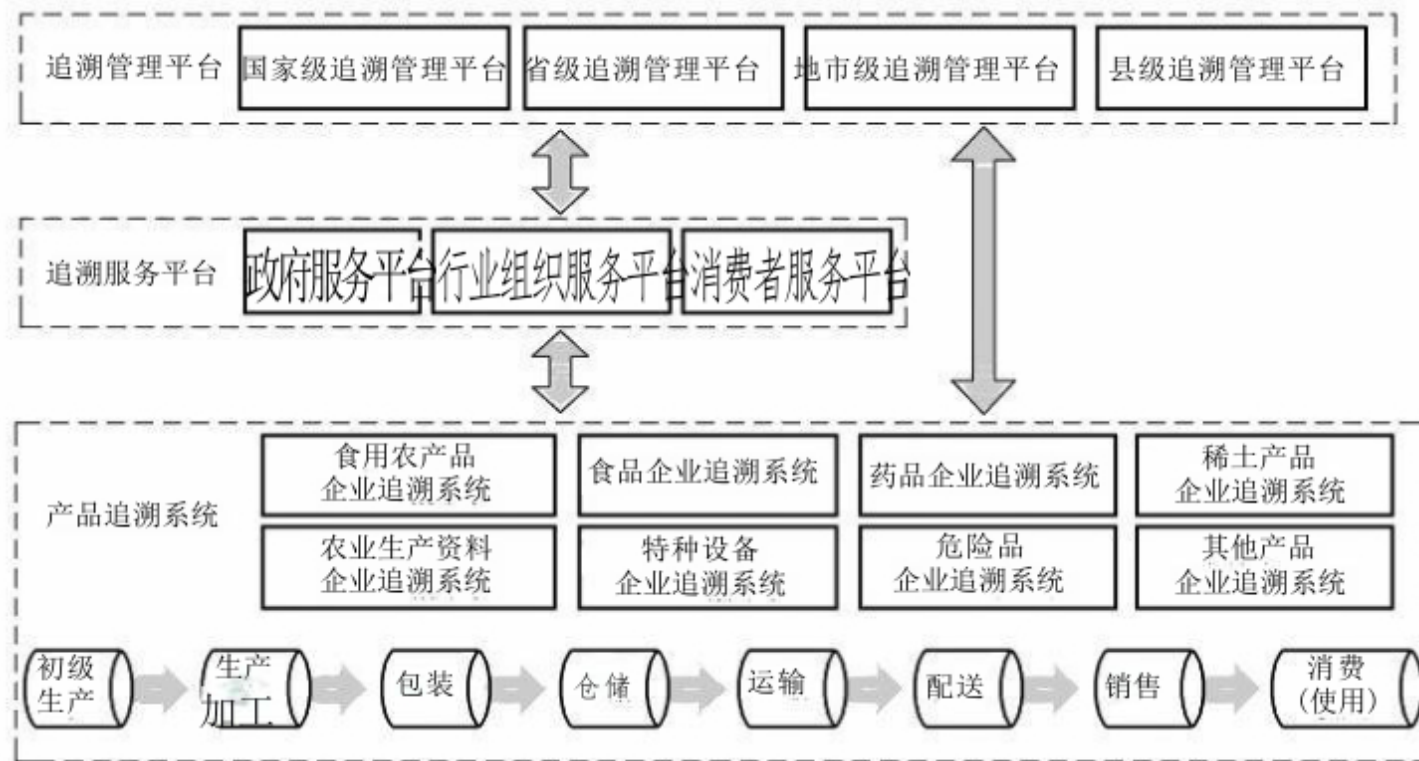 追溯管理平台
国家级追溯管理平台
省级追溯管理平台
地市级追溯管理平台
县级追溯管理平台
追溯服务平台
政府服务平台
行业组织服务平台
消费者服务平台
产品追溯系统
食用农产品
企业追溯系统
食品企业追溯系统
药品企业追溯系统
稀土产品
企业追溯系统
农业生产资料
企业追溯系统
特种设备
企业追溯系统
危险品
企业追溯系统
其他产品
企业追溯系统
初级
生产
生产
加工
包装
仓储
运输
配送
销售
消费
(使用)